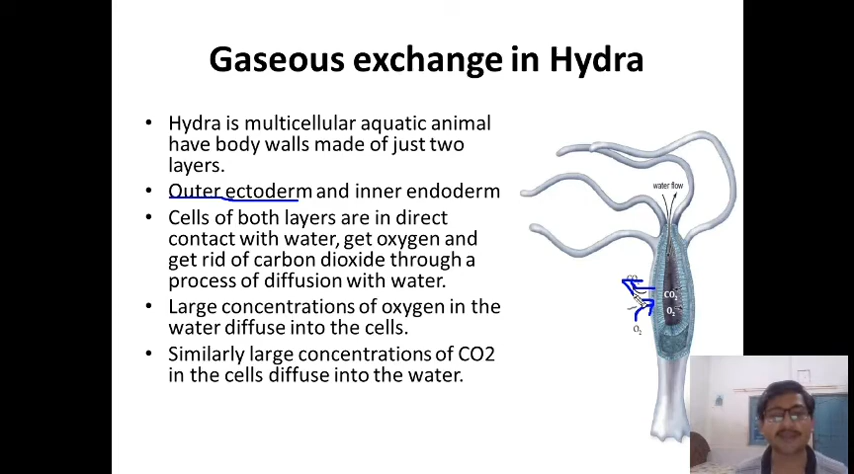 Gaseous exchange in Hydra
• Hydra is multicellular aquatic animal
have body walls made of just two
layers.
• Outer ectoderm and inner endoderm
• Cells of both layers are in direct
contact with water, get oxygen and
get rid of carbon dioxide through a
process of diffusion with water.
• Large concentrations of oxygen in the
water diffuse into the cells.
• Similarly large concentrations of CO2
in the cells diffuse into the water.
water flow
CO₂
O₂
O₂